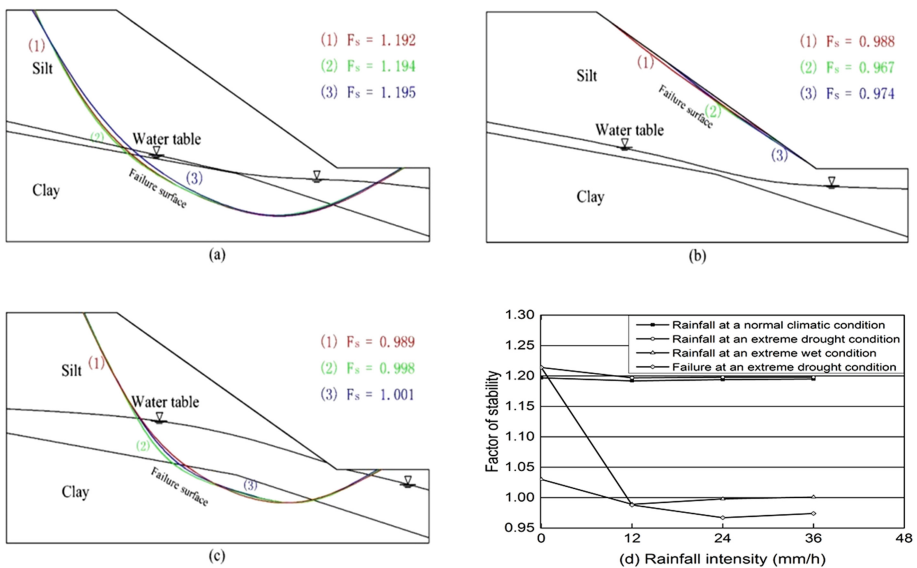 (1) Fs = 1.192
(2) Fs = 1.194
(3) Fs = 1.195
(1)
Silt
(2)
Water table
(3)
Failure surface
Clay
(a)
(1) Fs = 0.988
(2) Fs = 0.967
(3) Fs = 0.974
(1)
Silt
Failure surface
(2)
(3)
Water table
Clay
(b)
(1) Fs = 0.989
(2) Fs = 0.998
(3) Fs = 1.001
(1)
Silt
Water table
(2)
Failure surface
(3)
Clay
(c)
1.30
1.25
1.20
1.15
1.10
1.05
1.00
0.95
Factor of stability
Rainfall at a normal climatic condition
Rainfall at an extreme drought condition
Rainfall at an extreme wet condition
Failure at an extreme drought condition
0 12 24 36 48
(d) Rainfall intensity (mm/h)